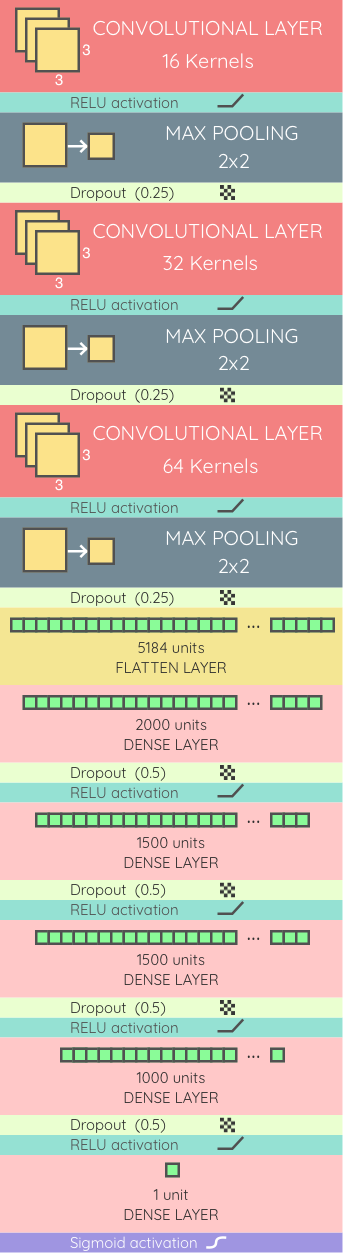 CONVOLUTIONAL LAYER
3
16 Kernels
3
RELU activation
MAX POOLING
2x2
Dropout (0.25)
CONVOLUTIONAL LAYER
3
32 Kernels
3
RELU activation
MAX POOLING
2x2
Dropout (0.25)
CONVOLUTIONAL LAYER
3
64 Kernels
3
RELU activation
MAX POOLING
2x2
Dropout (0.25)
...
5184 units
FLATTEN LAYER
...
2000 units
DENSE LAYER
Dropout (0.5)
RELU activation
...
1500 units
DENSE LAYER
Dropout (0.5)
RELU activation
...
1500 units
DENSE LAYER
Dropout (0.5)
RELU activation
...
1000 units
DENSE LAYER
Dropout (0.5)
RELU activation
1 unit
DENSE LAYER
Sigmoid activation